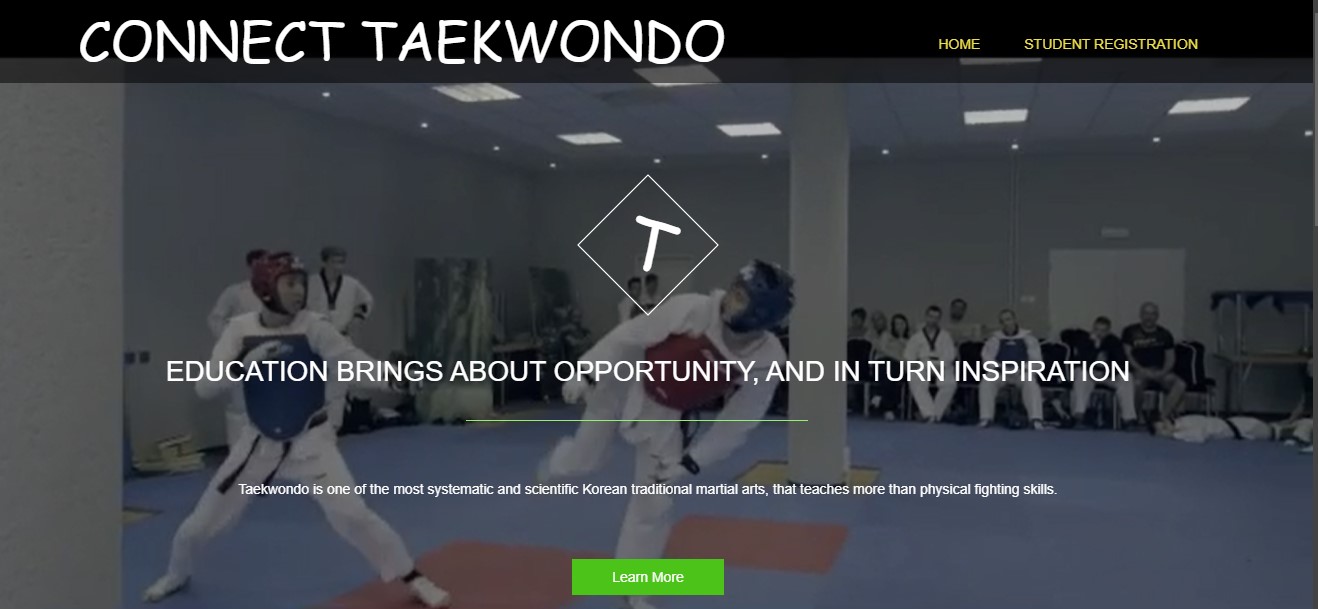 CONNECT TAEKWONDO
HOME
STUDENT REGISTRATION
T
EDUCATION BRINGS ABOUT OPPORTUNITY, AND IN TURN INSPIRATION
Taekwondo is one of the most systematic and scientific Korean traditional martial arts, that teaches more than physical fighting skills.
Learn More